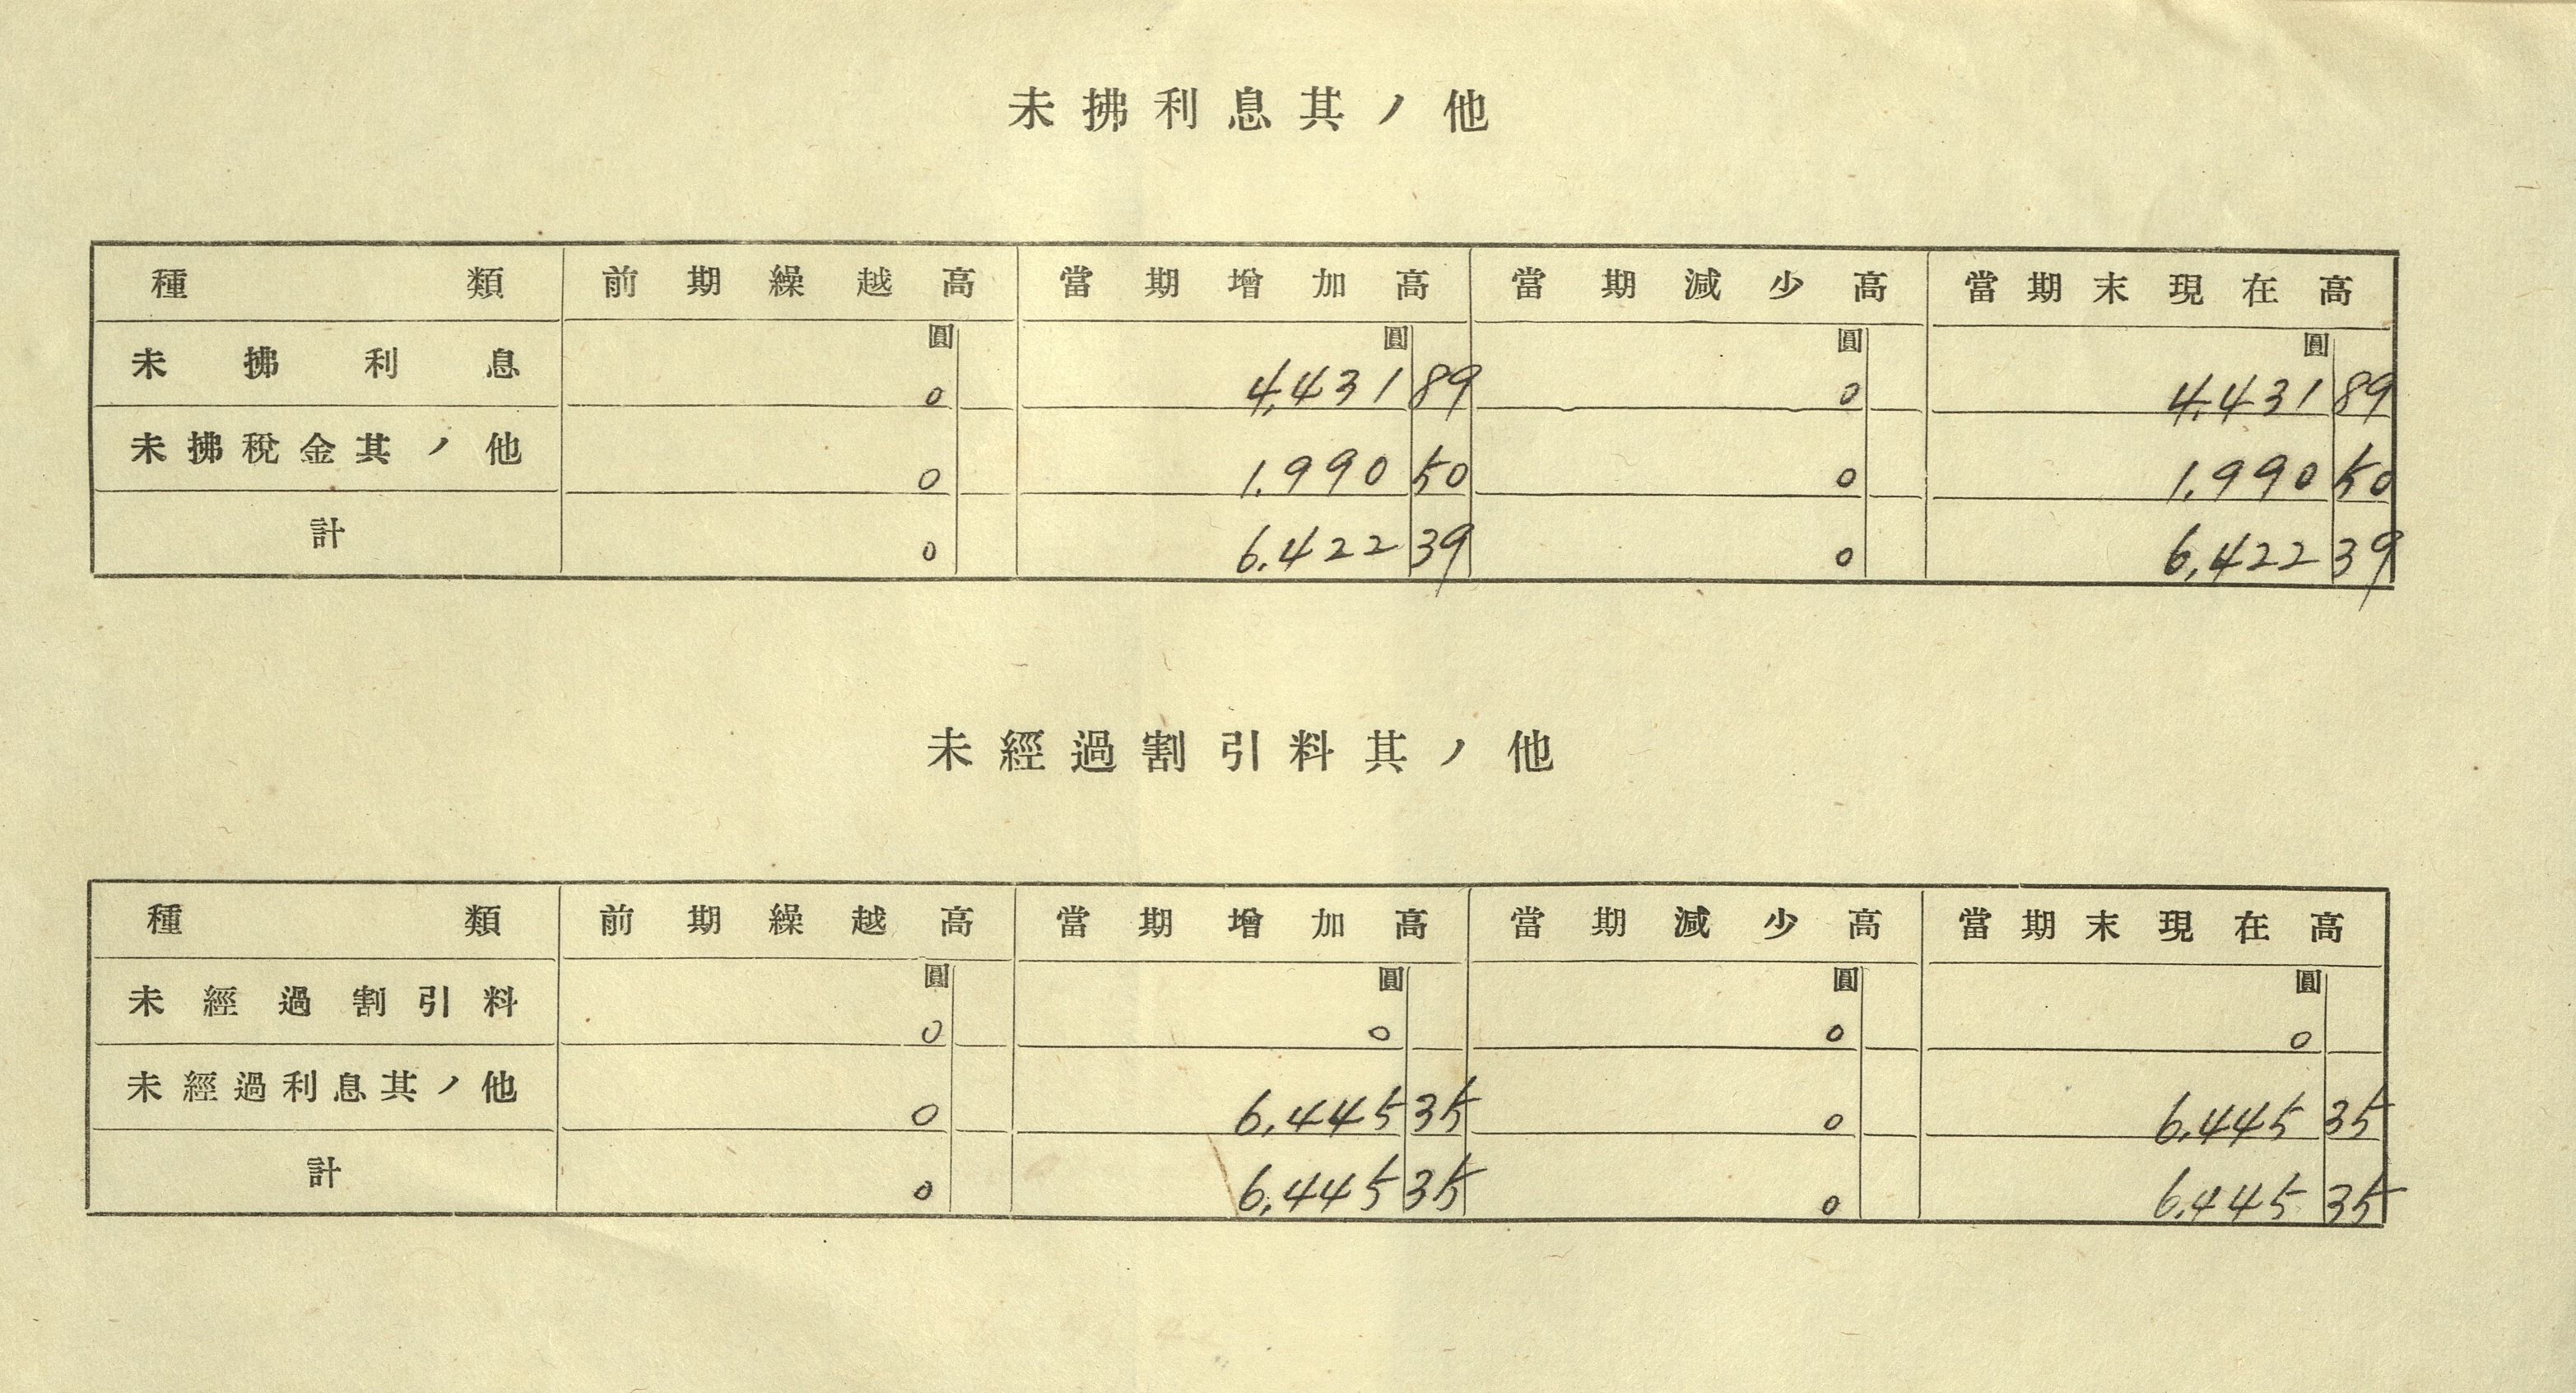 未拂利息其ノ他
種類 前期繰越高 當期增加高 當期減少高 當期末現在高
圓 圓 圓 圓
未拂利息 0 4,431 89 0 4,431 89
未拂稅金其ノ他 0 1,990 50 0 1,990 50
計 0 6,422 39 0 6,422 39
未經過割引料其ノ他
種類 前期繰越高 當期增加高 當期減少高 當期末現在高
圓 圓 圓 圓
未經過割引料 0 0 0 0
未經過利息其ノ他 0 6,445 35 0 6,445 35
計 0 6,445 35 0 6,445 35